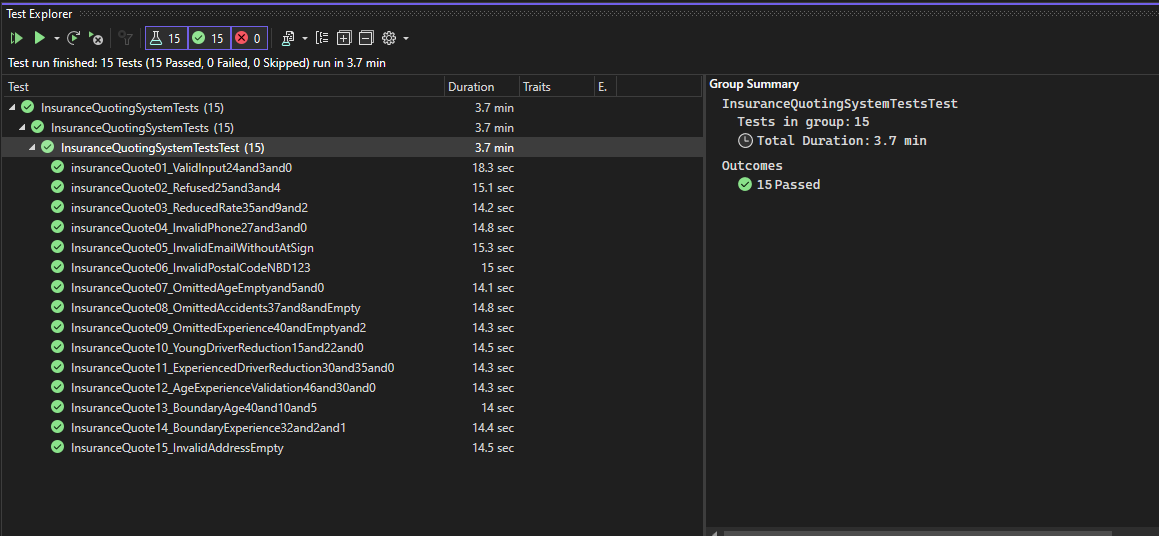 Test Explorer
15 15 0
Test run finished: 15 Tests (15 Passed, 0 Failed, 0 Skipped) run in 3.7 min
Test Duration Traits E.
InsuranceQuotingSystemTests (15) 3.7 min
InsuranceQuotingSystemTests (15) 3.7 min
InsuranceQuotingSystemTestsTest (15) 3.7 min
insuranceQuote01_ValidInput24and3and0 18.3 sec
insuranceQuote02_Refused25and3and4 15.1 sec
insuranceQuote03_ReducedRate35and9and2 14.2 sec
insuranceQuote04_InvalidPhone27and3and0 14.8 sec
InsuranceQuote05_InvalidEmailWithoutAtSign 15.3 sec
InsuranceQuote06_InvalidPostalCodeNBD123 15 sec
InsuranceQuote07_OmittedAgeEmptyand5and0 14.1 sec
InsuranceQuote08_OmittedAccidents37and8andEmpty 14.8 sec
InsuranceQuote09_OmittedExperience40andEmptyand2 14.3 sec
InsuranceQuote10_YoungDriverReduction15and22and0 14.5 sec
InsuranceQuote11_ExperiencedDriverReduction30and35and0 14.3 sec
InsuranceQuote12_AgeExperienceValidation46and30and0 14.3 sec
InsuranceQuote13_BoundaryAge40and10and5 14 sec
InsuranceQuote14_BoundaryExperience32and2and1 14.4 sec
InsuranceQuote15_InvalidAddressEmpty 14.5 sec
Group Summary
InsuranceQuotingSystemTestsTest
Tests in group: 15
Total Duration: 3.7 min
Outcomes
15 Passed